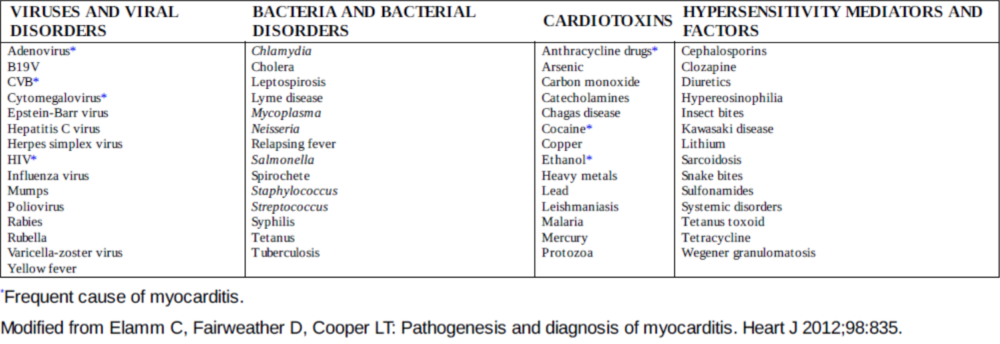 VIRUSES AND VIRAL DISORDERS
BACTERIA AND BACTERIAL DISORDERS
CARDIOTOXINS
HYPERSENSITIVITY MEDIATORS AND FACTORS
Adenovirus* Chlamydia Anthracycline drugs* Cephalosporins
B19V Cholera Arsenic Clozapine
CVB* Leptospirosis Carbon monoxide Diuretics
Cytomegalovirus* Lyme disease Catecholamines Hypereosinophilia
Epstein-Barr virus Mycoplasma Chagas disease Insect bites
Hepatitis C virus Neisseria Cocaine* Kawasaki disease
Herpes simplex virus Relapsing fever Copper Lithium
HIV* Salmonella Ethanol* Sarcoidosis
Influenza virus Spirochete Heavy metals Snake bites
Mumps Staphylococcus Lead Sulfonamides
Poliovirus Streptococcus Leishmaniasis Systemic disorders
Rabies Syphilis Malaria Tetanus toxoid
Rubella Tetanus Mercury Tetracycline
Varicella-zoster virus Tuberculosis Protozoa Wegener granulomatosis
Yellow fever
*Frequent cause of myocarditis.
Modified from Elamm C, Fairweather D, Cooper LT: Pathogenesis and diagnosis of myocarditis. Heart J 2012;98:835.